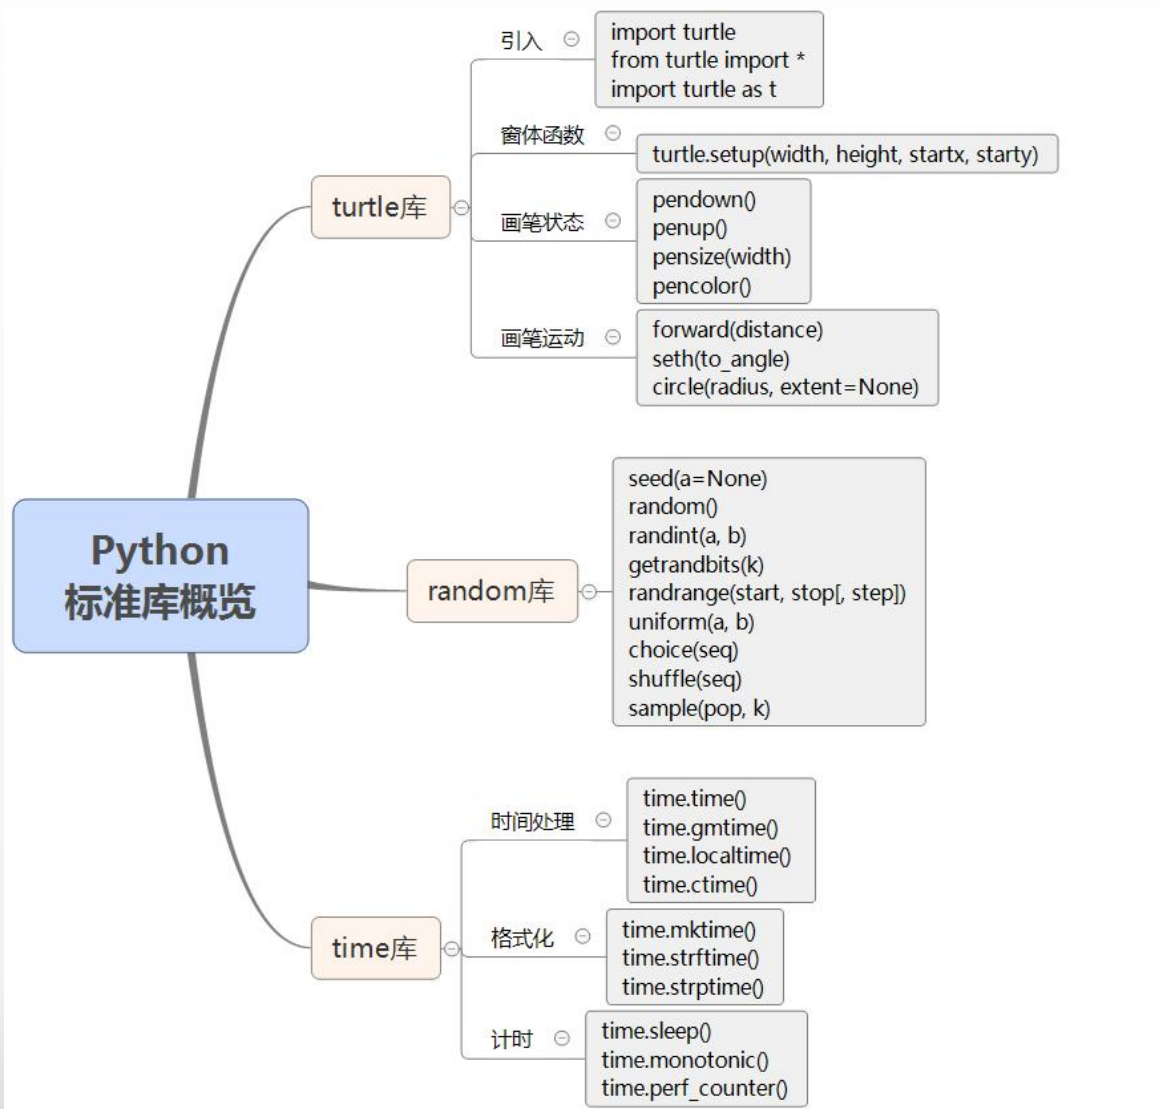 Python
标准库概览
turtle库
引入
import turtle
from turtle import *
import turtle as t
窗体函数
turtle.setup(width, height, startx, starty)
画笔状态
pendown()
penup()
pensize(width)
pencolor()
画笔运动
forward(distance)
seth(to_angle)
circle(radius, extent=None)
random库
seed(a=None)
random()
randint(a, b)
getrandbits(k)
randrange(start, stop[, step])
uniform(a, b)
choice(seq)
shuffle(seq)
sample(pop, k)
time库
时间处理
time.time()
time.gmtime()
time.localtime()
time.ctime()
格式化
time.mktime()
time.strftime()
time.strptime()
计时
time.sleep()
time.monotonic()
time.perf_counter()